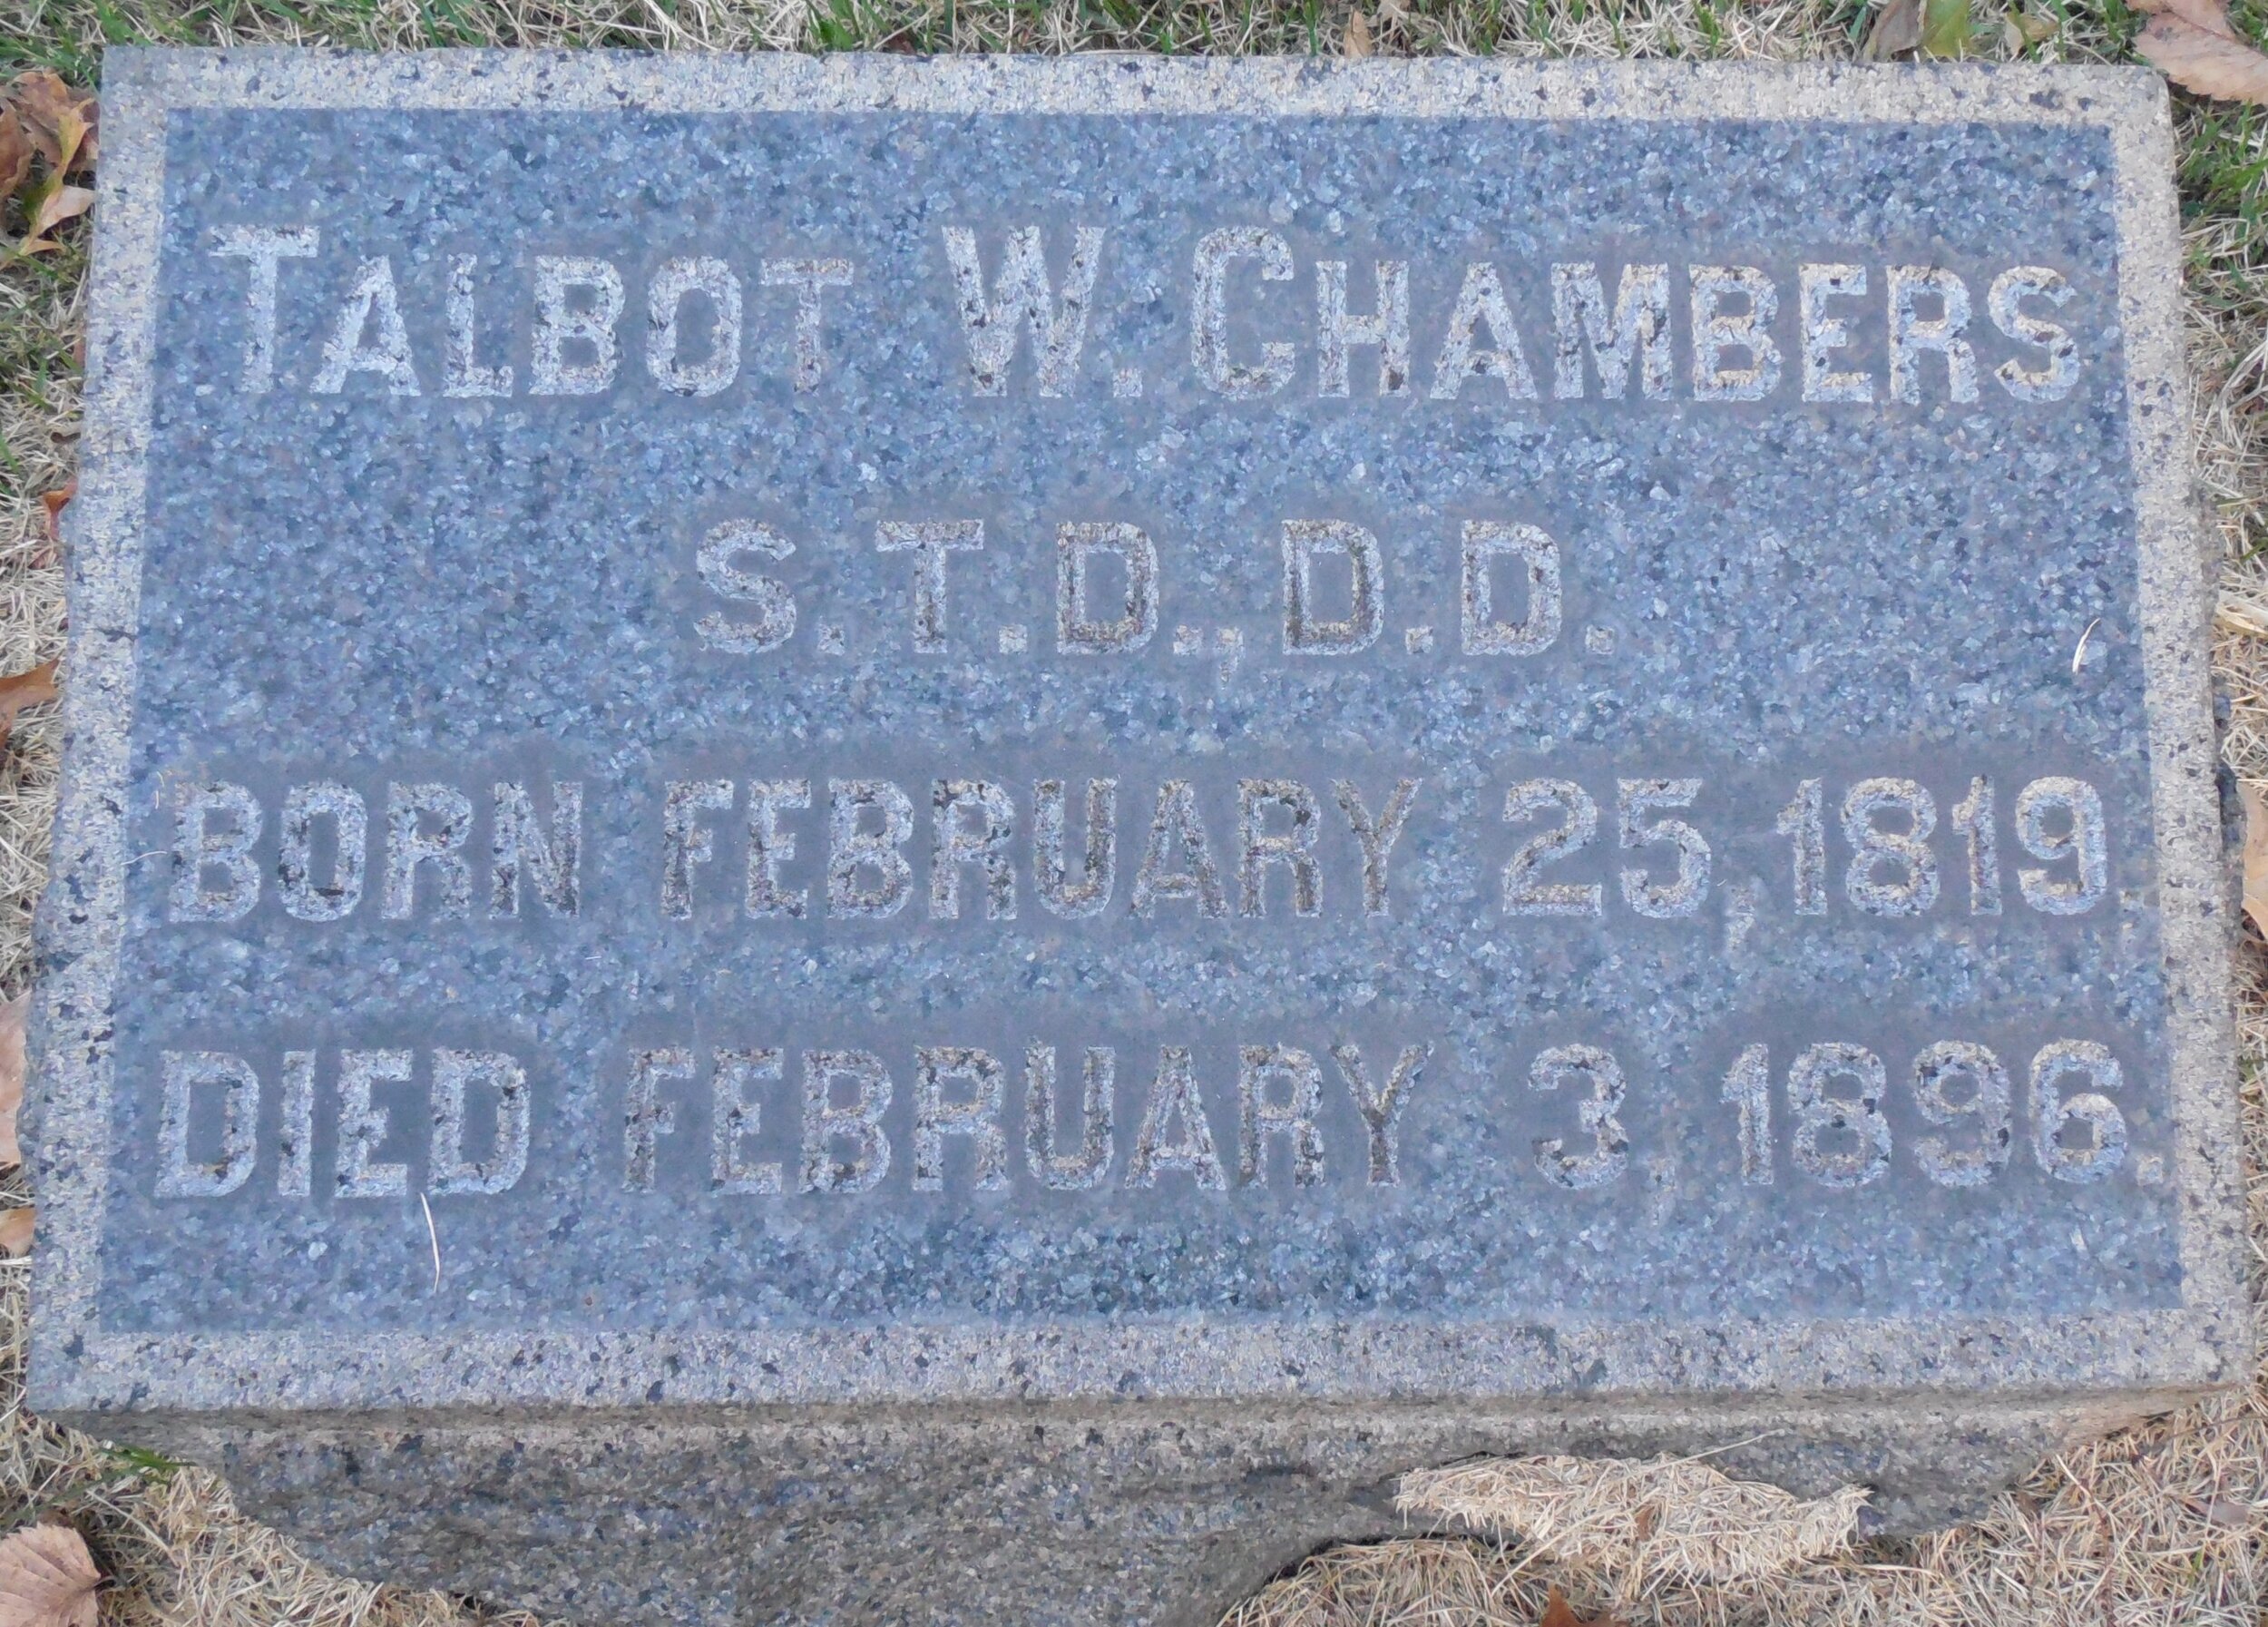 TALBOT W. CHAMBERS
S.T.D., D.D.
BORN FEBRUARY 25, 1819.
DIED FEBRUARY 3, 1896.